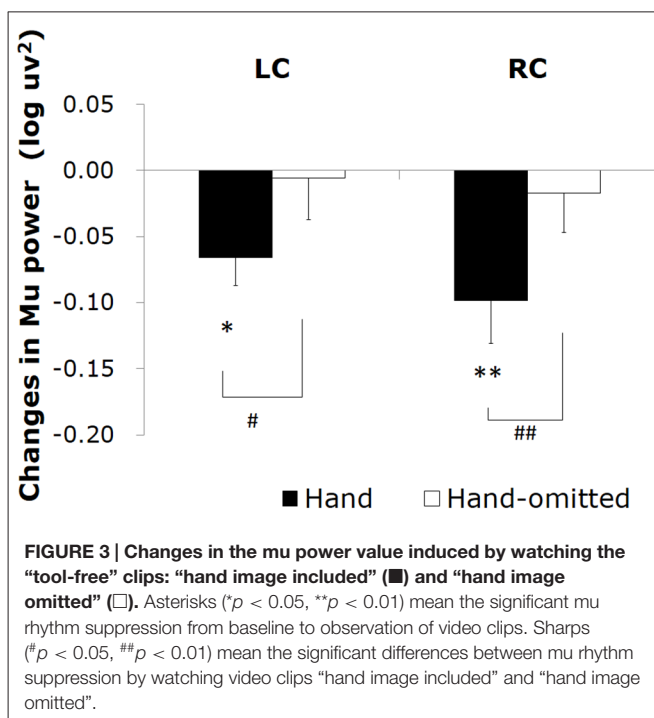 Changes in Mu power (log uv²)
LC RC
0.05
0.00
-0.05
-0.10
-0.15
-0.20
* **
# ##
■ Hand □ Hand-omitted
FIGURE 3 | Changes in the mu power value induced by watching the
“tool-free” clips: “hand image included” (■) and “hand image
omitted” (□). Asterisks (*p < 0.05, **p < 0.01) mean the significant mu
rhythm suppression from baseline to observation of video clips. Sharps
(#p < 0.05, ##p < 0.01) mean the significant differences between mu rhythm
suppression by watching video clips “hand image included” and “hand image
omitted”.